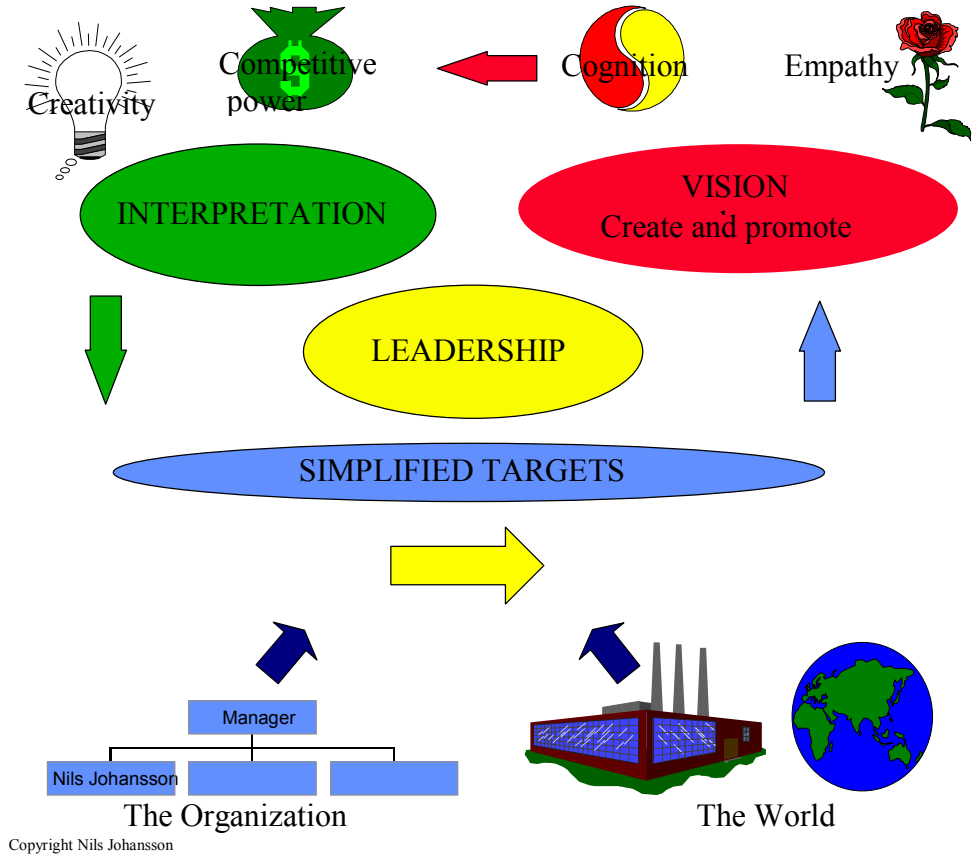 Creativity
Competitive
power
$
Cognition
Empathy
INTERPRETATION
VISION
Create and promote
LEADERSHIP
SIMPLIFIED TARGETS
Manager
Nils Johansson
The Organization
The World
Copyright Nils Johansson